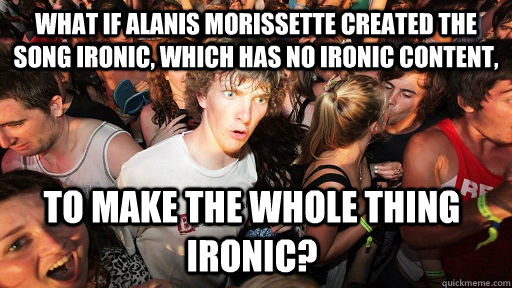 WHAT IF ALANIS MORISSETTE CREATED THE
SONG IRONIC, WHICH HAS NO IRONIC CONTENT,
TO MAKE THE WHOLE THING
IRONIC?
quickmeme.com